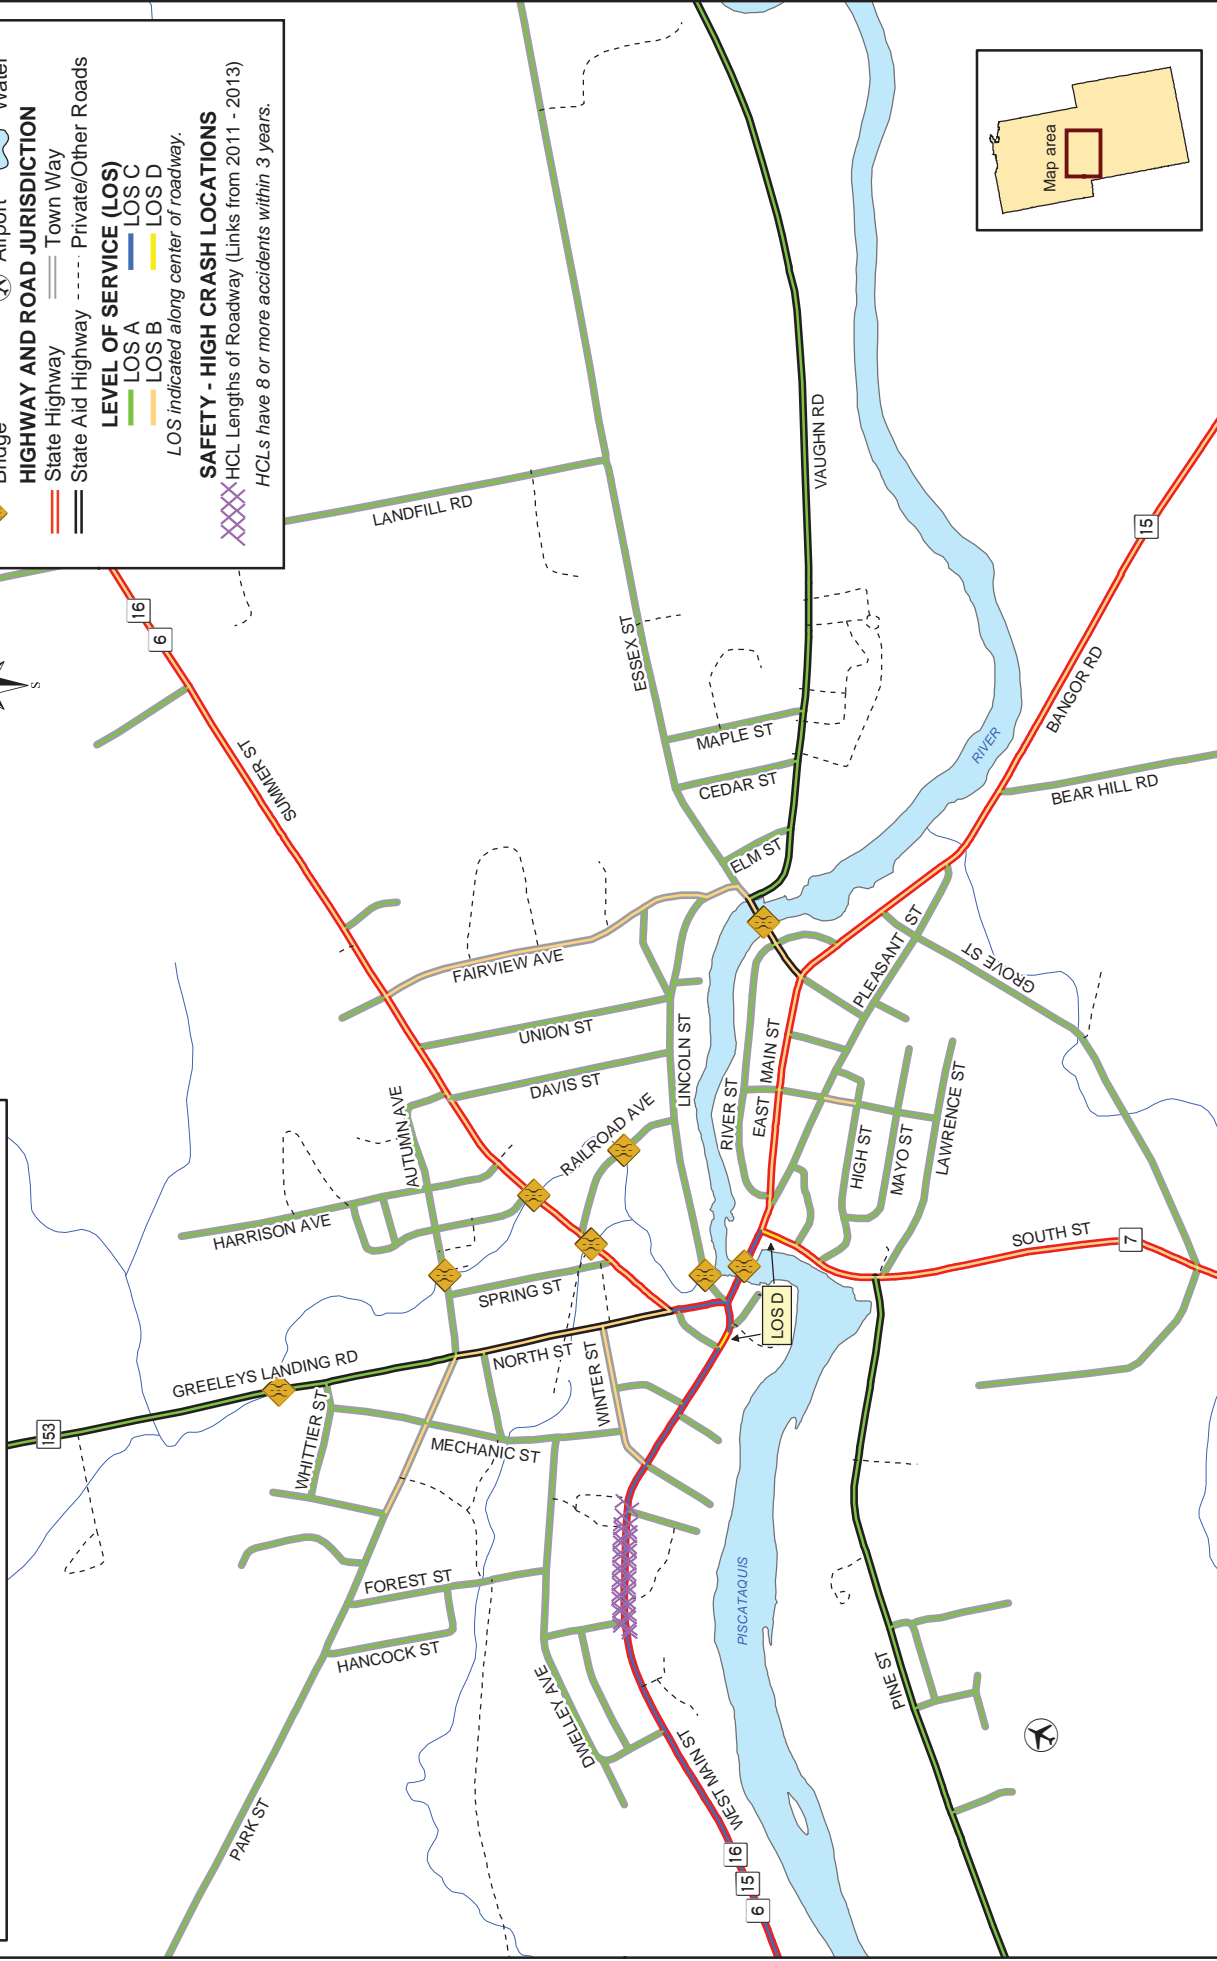 Bridge
Airport
Water
HIGHWAY AND ROAD JURISDICTION
State Highway
Town Way
State Aid Highway
Private/Other Roads
LEVEL OF SERVICE (LOS)
LOS A
LOS C
LOS B
LOS D
LOS indicated along center of roadway.
SAFETY - HIGH CRASH LOCATIONS
HCL Lengths of Roadway (Links from 2011 - 2013)
HCLs have 8 or more accidents within 3 years.
S
Map area
16
6
SUMMER ST
LANDFILL RD
ESSEX ST
VAUGHN RD
15
BANGOR RD
RIVER
BEAR HILL RD
MAPLE ST
CEDAR ST
ELM ST
FAIRVIEW AVE
UNION ST
DAVIS ST
LINCOLN ST
AUTUMN AVE
RAILROAD AVE
HARRISON AVE
RIVER ST
EAST MAIN ST
PLEASANT ST
GROVE ST
HIGH ST
MAYO ST
LAWRENCE ST
SOUTH ST
7
SPRING ST
LOS D
GREELEYS LANDING RD
153
NORTH ST
WINTER ST
WHITTIER ST
MECHANIC ST
FOREST ST
HANCOCK ST
PARK ST
DWELLEY AVE
WEST MAIN ST
16
15
6
PISCATAQUIS
PINE ST